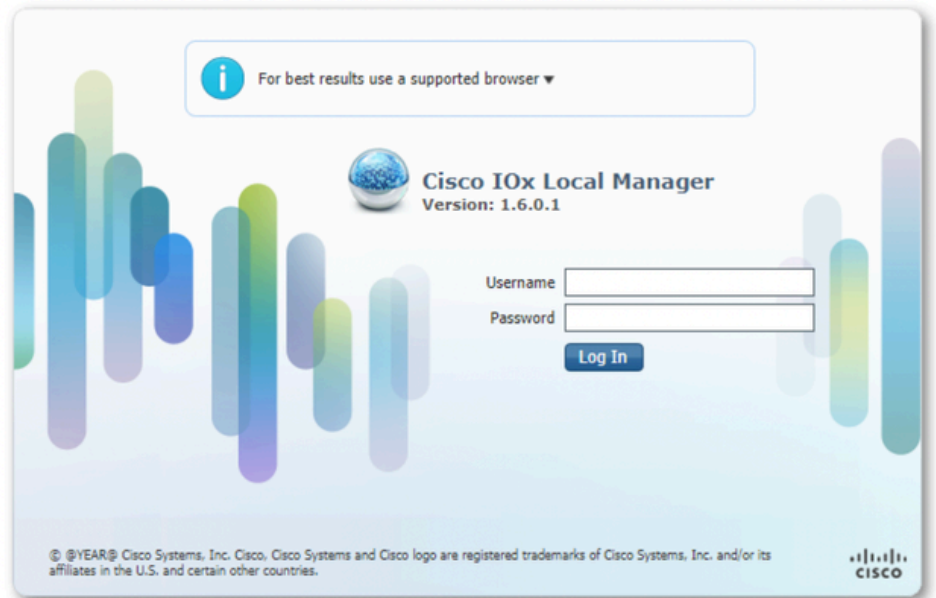 For best results use a supported browser ▾
Cisco IOx Local Manager
Version: 1.6.0.1
Username
Password
Log In
© @YEAR@ Cisco Systems, Inc. Cisco, Cisco Systems and Cisco logo are registered trademarks of Cisco Systems, Inc. and/or its
affiliates in the U.S. and certain other countries.
CISCO